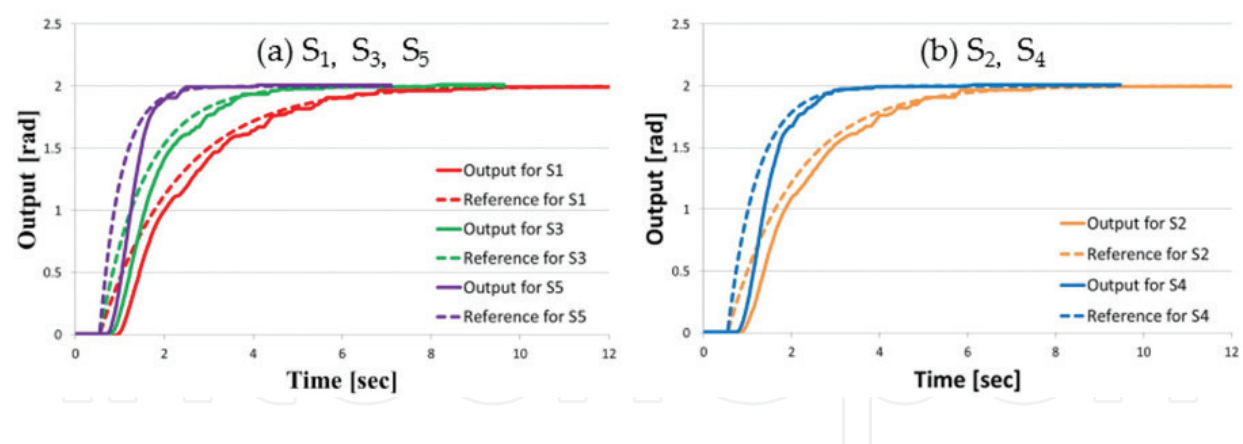 (a) S1, S3, S5
2.5
2
1.5
1
0.5
0
Output [rad]
Output for S1
Reference for S1
Output for S3
Reference for S3
Output for S5
Reference for S5
0 2 4 6 8 10 12
Time [sec]
(b) S2, S4
2.5
2
1.5
1
0.5
0
Output [rad]
Output for S2
Reference for S2
Output for S4
Reference for S4
0 2 4 6 8 10 12
Time [sec]